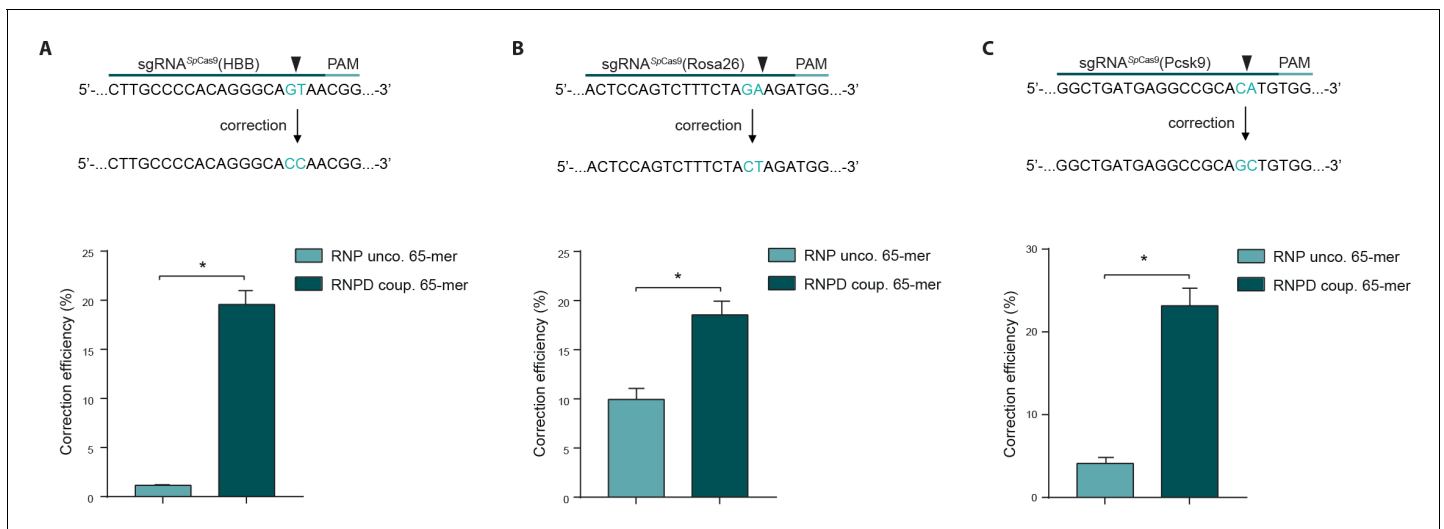 A
sgRNA^SpCas9(HBB) PAM
5’-...CTTGCCCCACAGGGCAGTAACGG...-3’
correction
5’-...CTTGCCCCACAGGGCACCAACGG...-3’
25
20
15
10
5
0
Correction efficiency (%)
*
RNP unco. 65-mer
RNPD coup. 65-mer
B
sgRNA^SpCas9(Rosa26) PAM
5’-...ACTCCAGTCTTTCTAGAAGATGG...-3’
correction
5’-...ACTCCAGTCTTTCTACTAGATGG...-3’
25
20
15
10
5
0
Correction efficiency (%)
*
RNP unco. 65-mer
RNPD coup. 65-mer
C
sgRNA^SpCas9(Pcsk9) PAM
5’-...GGCTGATGAGGCCGCACATGTGG...-3’
correction
5’-...GGCTGATGAGGCCGCAGCTGTGG...-3’
30
20
10
0
Correction efficiency (%)
*
RNP unco. 65-mer
RNPD coup. 65-mer